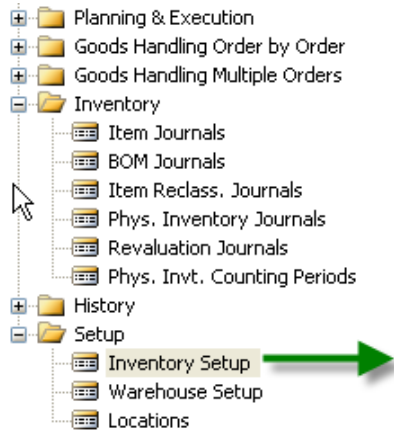 Planning & Execution
Goods Handling Order by Order
Goods Handling Multiple Orders
Inventory
Item Journals
BOM Journals
Item Reclass. Journals
Phys. Inventory Journals
Revaluation Journals
Phys. Invt. Counting Periods
History
Setup
Inventory Setup
Warehouse Setup
Locations